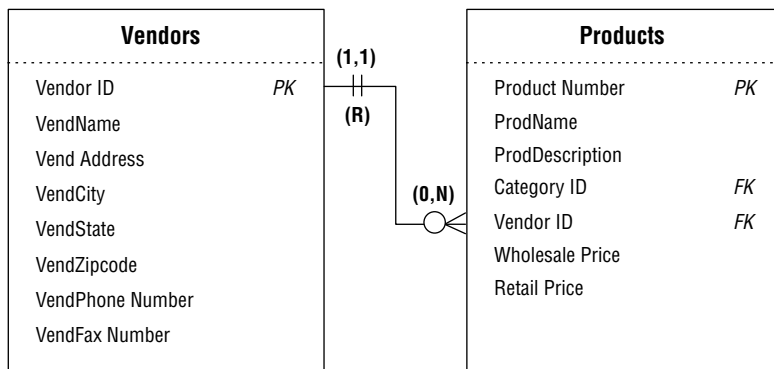 Vendors
Vendor ID PK
VendName
Vend Address
VendCity
VendState
VendZipcode
VendPhone Number
VendFax Number
(1,1)
(R)
(0,N)
Products
Product Number PK
ProdName
ProdDescription
Category ID FK
Vendor ID FK
Wholesale Price
Retail Price